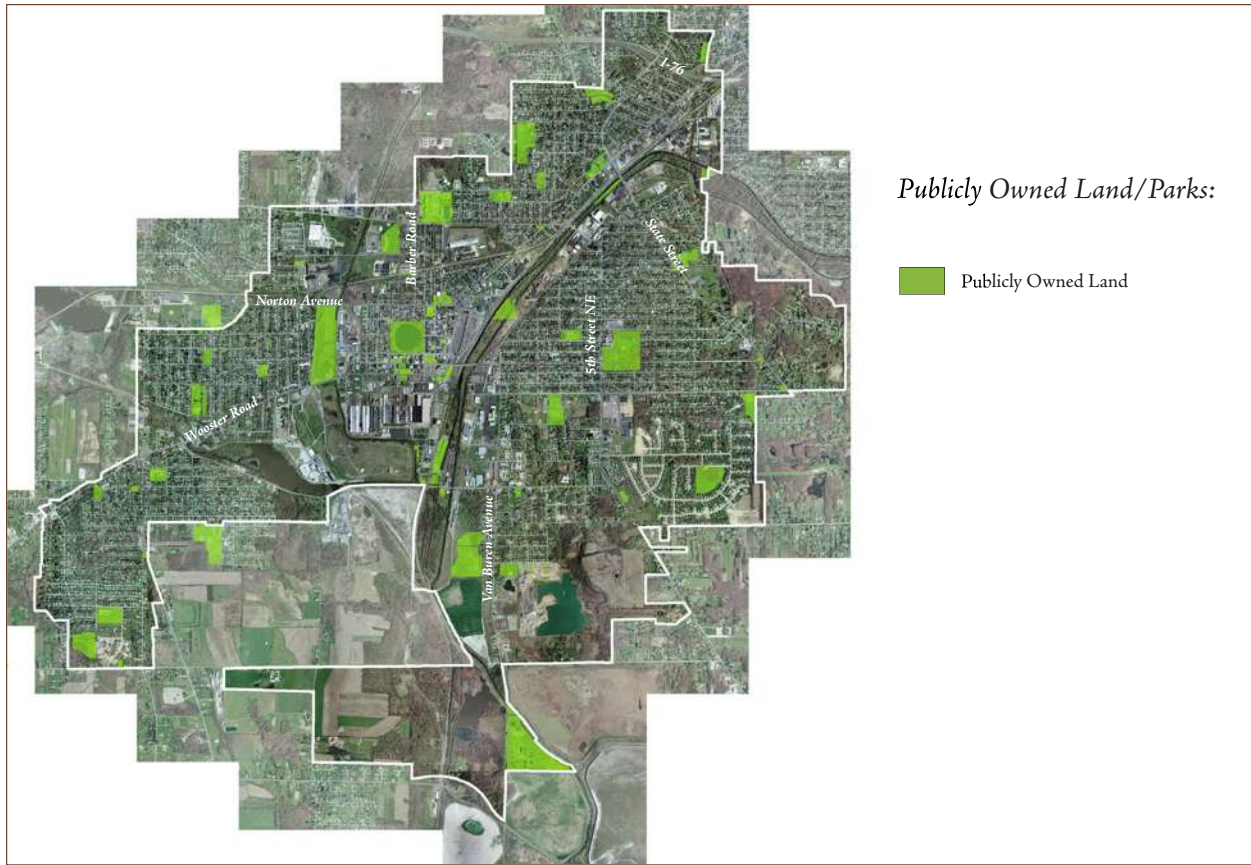 I-76
Publicly Owned Land/Parks:
Barber Road
State Street
Publicly Owned Land
Norton Avenue
5th Street NE
Wooster Road
Van Buren Avenue